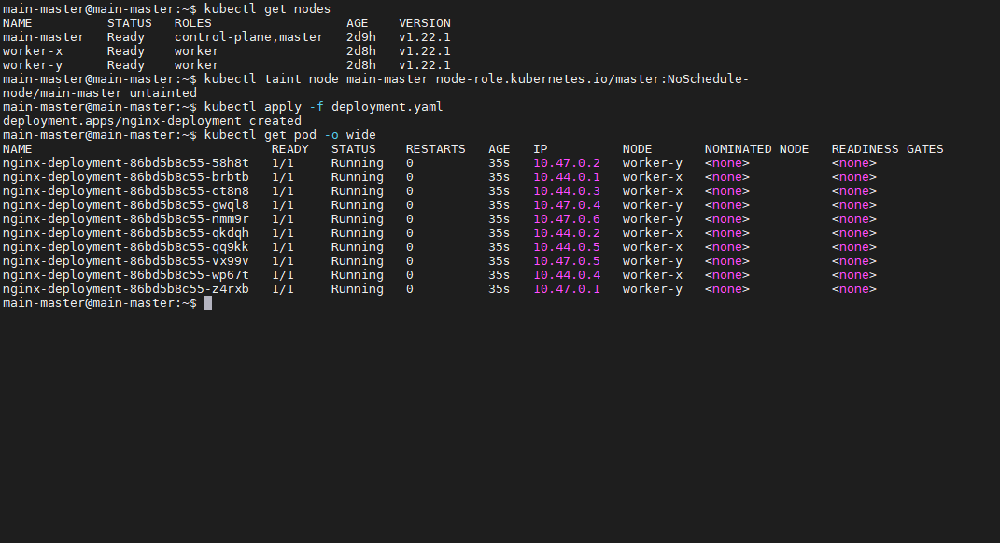 main-master@main-master:~$ kubectl get nodes
NAME          STATUS   ROLES                  AGE    VERSION
main-master   Ready    control-plane,master   2d9h   v1.22.1
worker-x      Ready    worker                 2d8h   v1.22.1
worker-y      Ready    worker                 2d8h   v1.22.1
main-master@main-master:~$ kubectl taint node main-master node-role.kubernetes.io/master:NoSchedule-
node/main-master untainted
main-master@main-master:~$ kubectl apply -f deployment.yaml
deployment.apps/nginx-deployment created
main-master@main-master:~$ kubectl get pod -o wide
NAME                                READY   STATUS    RESTARTS   AGE   IP          NODE       NOMINATED NODE   READINESS GATES
nginx-deployment-86bd5b8c55-58h8t   1/1     Running   0          35s   10.47.0.2   worker-y   <none>           <none>
nginx-deployment-86bd5b8c55-brbtb   1/1     Running   0          35s   10.44.0.1   worker-x   <none>           <none>
nginx-deployment-86bd5b8c55-ct8n8   1/1     Running   0          35s   10.44.0.3   worker-x   <none>           <none>
nginx-deployment-86bd5b8c55-gwql8   1/1     Running   0          35s   10.47.0.4   worker-y   <none>           <none>
nginx-deployment-86bd5b8c55-nmm9r   1/1     Running   0          35s   10.47.0.6   worker-y   <none>           <none>
nginx-deployment-86bd5b8c55-qkdqh   1/1     Running   0          35s   10.44.0.2   worker-x   <none>           <none>
nginx-deployment-86bd5b8c55-qq9kk   1/1     Running   0          35s   10.44.0.5   worker-x   <none>           <none>
nginx-deployment-86bd5b8c55-vx99v   1/1     Running   0          35s   10.47.0.5   worker-y   <none>           <none>
nginx-deployment-86bd5b8c55-wp67t   1/1     Running   0          35s   10.44.0.4   worker-x   <none>           <none>
nginx-deployment-86bd5b8c55-z4rxb   1/1     Running   0          35s   10.47.0.1   worker-y   <none>           <none>
main-master@main-master:~$